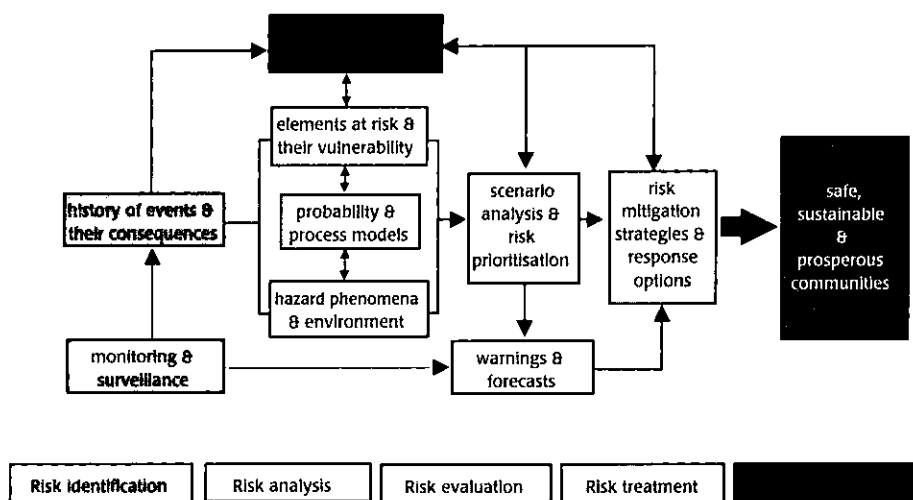 elements at risk &
their vulnerability
history of events &
their consequences
probability &
process models
hazard phenomena
& environment
monitoring &
surveillance
scenario
analysis &
risk
prioritisation
warnings &
forecasts
risk
mitigation
strategies &
response
options
safe,
sustainable
&
prosperous
communities
Risk identification
Risk analysis
Risk evaluation
Risk treatment